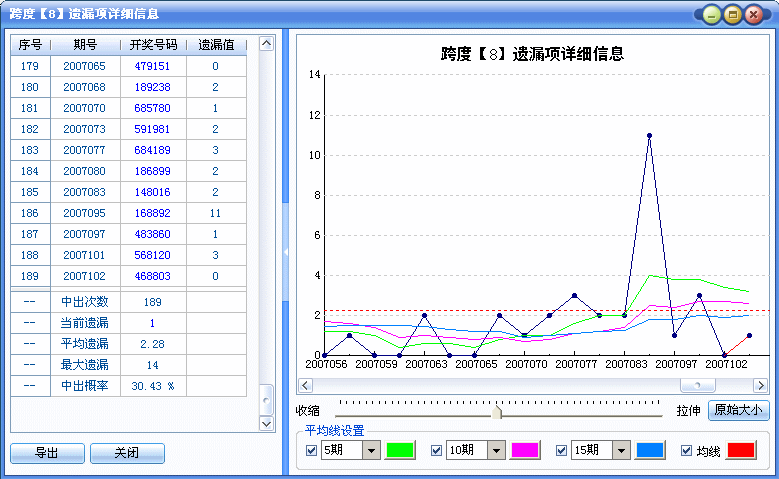 跨度【8】遗漏项详细信息
序号 期号 开奖号码 遗漏值
179 2007065 479151 0
180 2007068 189238 2
181 2007070 685780 1
182 2007073 591981 2
183 2007077 684189 3
184 2007080 186899 2
185 2007083 148016 2
186 2007095 168892 11
187 2007097 483860 1
188 2007101 568120 3
189 2007102 468803 0
-- 中出次数 189
-- 当前遗漏 1
-- 平均遗漏 2.28
-- 最大遗漏 14
-- 中出概率 30.43 %
导出 关闭
跨度【8】遗漏项详细信息
14
12
10
8
6
4
2
0
2007056 2007059 2007063 2007065 2007070 2007077 2007083 2007097 2007102
收缩 拉伸 原始大小
平均线设置
5期 10期 15期 均线